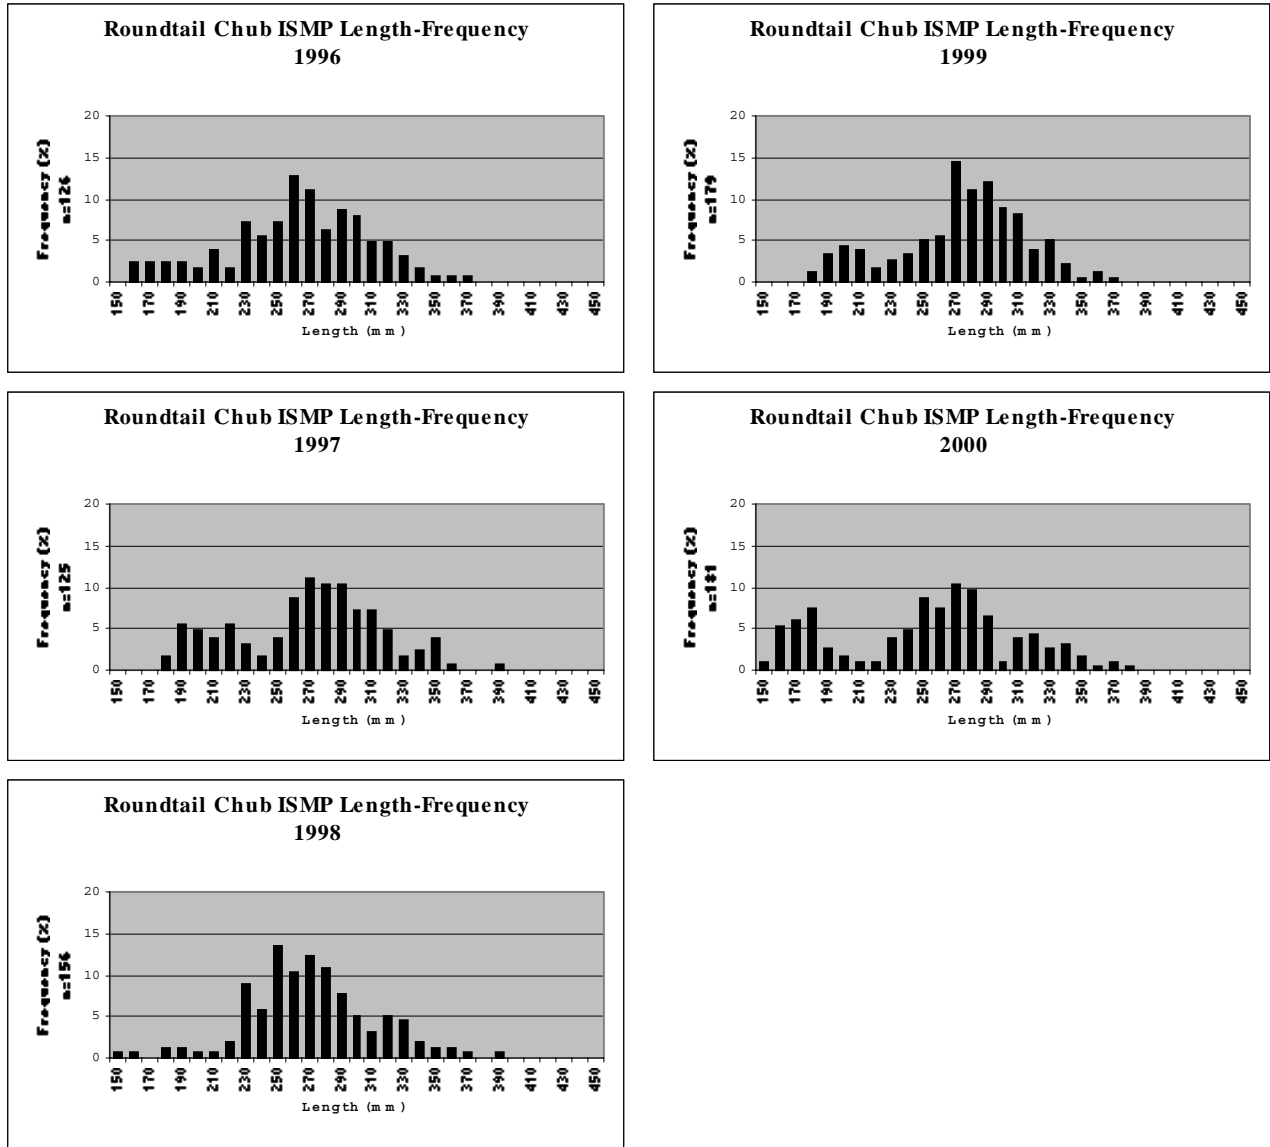 Roundtail Chub ISMP Length-Frequency
1996
20
15
10
5
0
Frequency (%)
n=126
150 170 190 210 230 250 270 290 310 330 350 370 390 410 430 450
Length (mm)
Roundtail Chub ISMP Length-Frequency
1999
20
15
10
5
0
Frequency (%)
n=179
150 170 190 210 230 250 270 290 310 330 350 370 390 410 430 450
Length (mm)
Roundtail Chub ISMP Length-Frequency
1997
20
15
10
5
0
Frequency (%)
n=125
150 170 190 210 230 250 270 290 310 330 350 370 390 410 430 450
Length (mm)
Roundtail Chub ISMP Length-Frequency
2000
20
15
10
5
0
Frequency (%)
n=181
150 170 190 210 230 250 270 290 310 330 350 370 390 410 430 450
Length (mm)
Roundtail Chub ISMP Length-Frequency
1998
20
15
10
5
0
Frequency (%)
n=156
150 170 190 210 230 250 270 290 310 330 350 370 390 410 430 450
Length (mm)